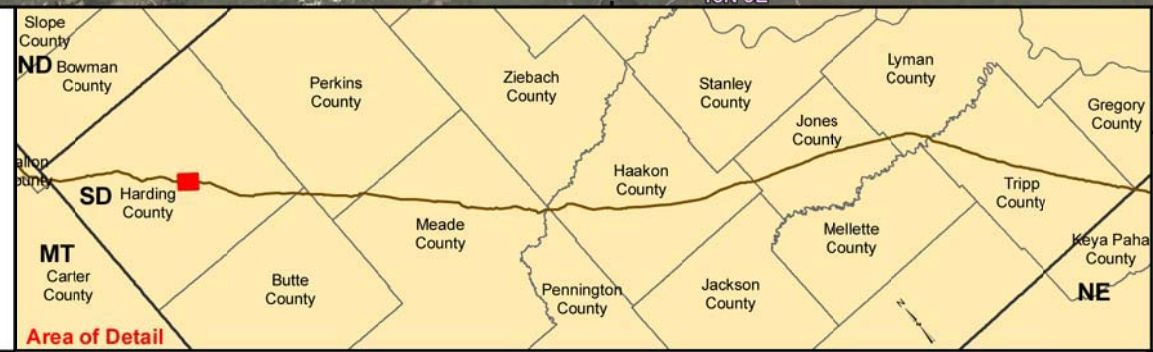 Slope
County
ND
Bowman
County
Perkins
County
Ziebach
County
Stanley
County
Lyman
County
Gregory
County
Jones
County
Haakon
County
SD
Harding
County
Tripp
County
Meade
County
Mellette
County
Keya Paha
County
MT
Carter
County
Butte
County
Pennington
County
Jackson
County
NE
N
Area of Detail